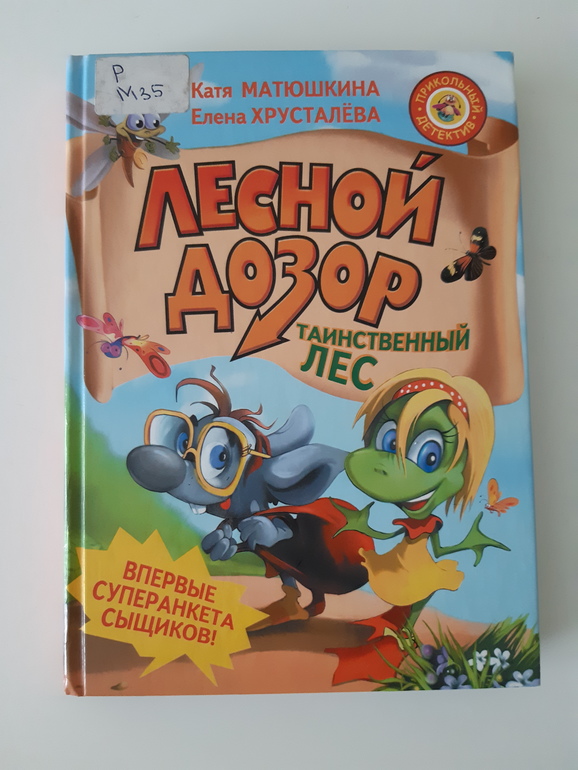 Р
М35
Катя МАТЮШКИНА
Елена ХРУСТАЛЁВА
ПРИКОЛЬНЫЙ
ДЕТЕКТИВ
ЛЕСНОЙ
ДОЗОР
ТАИНСТВЕННЫЙ
ЛЕС
ВПЕРВЫЕ
СУПЕРАНКЕТА
СЫЩИКОВ!